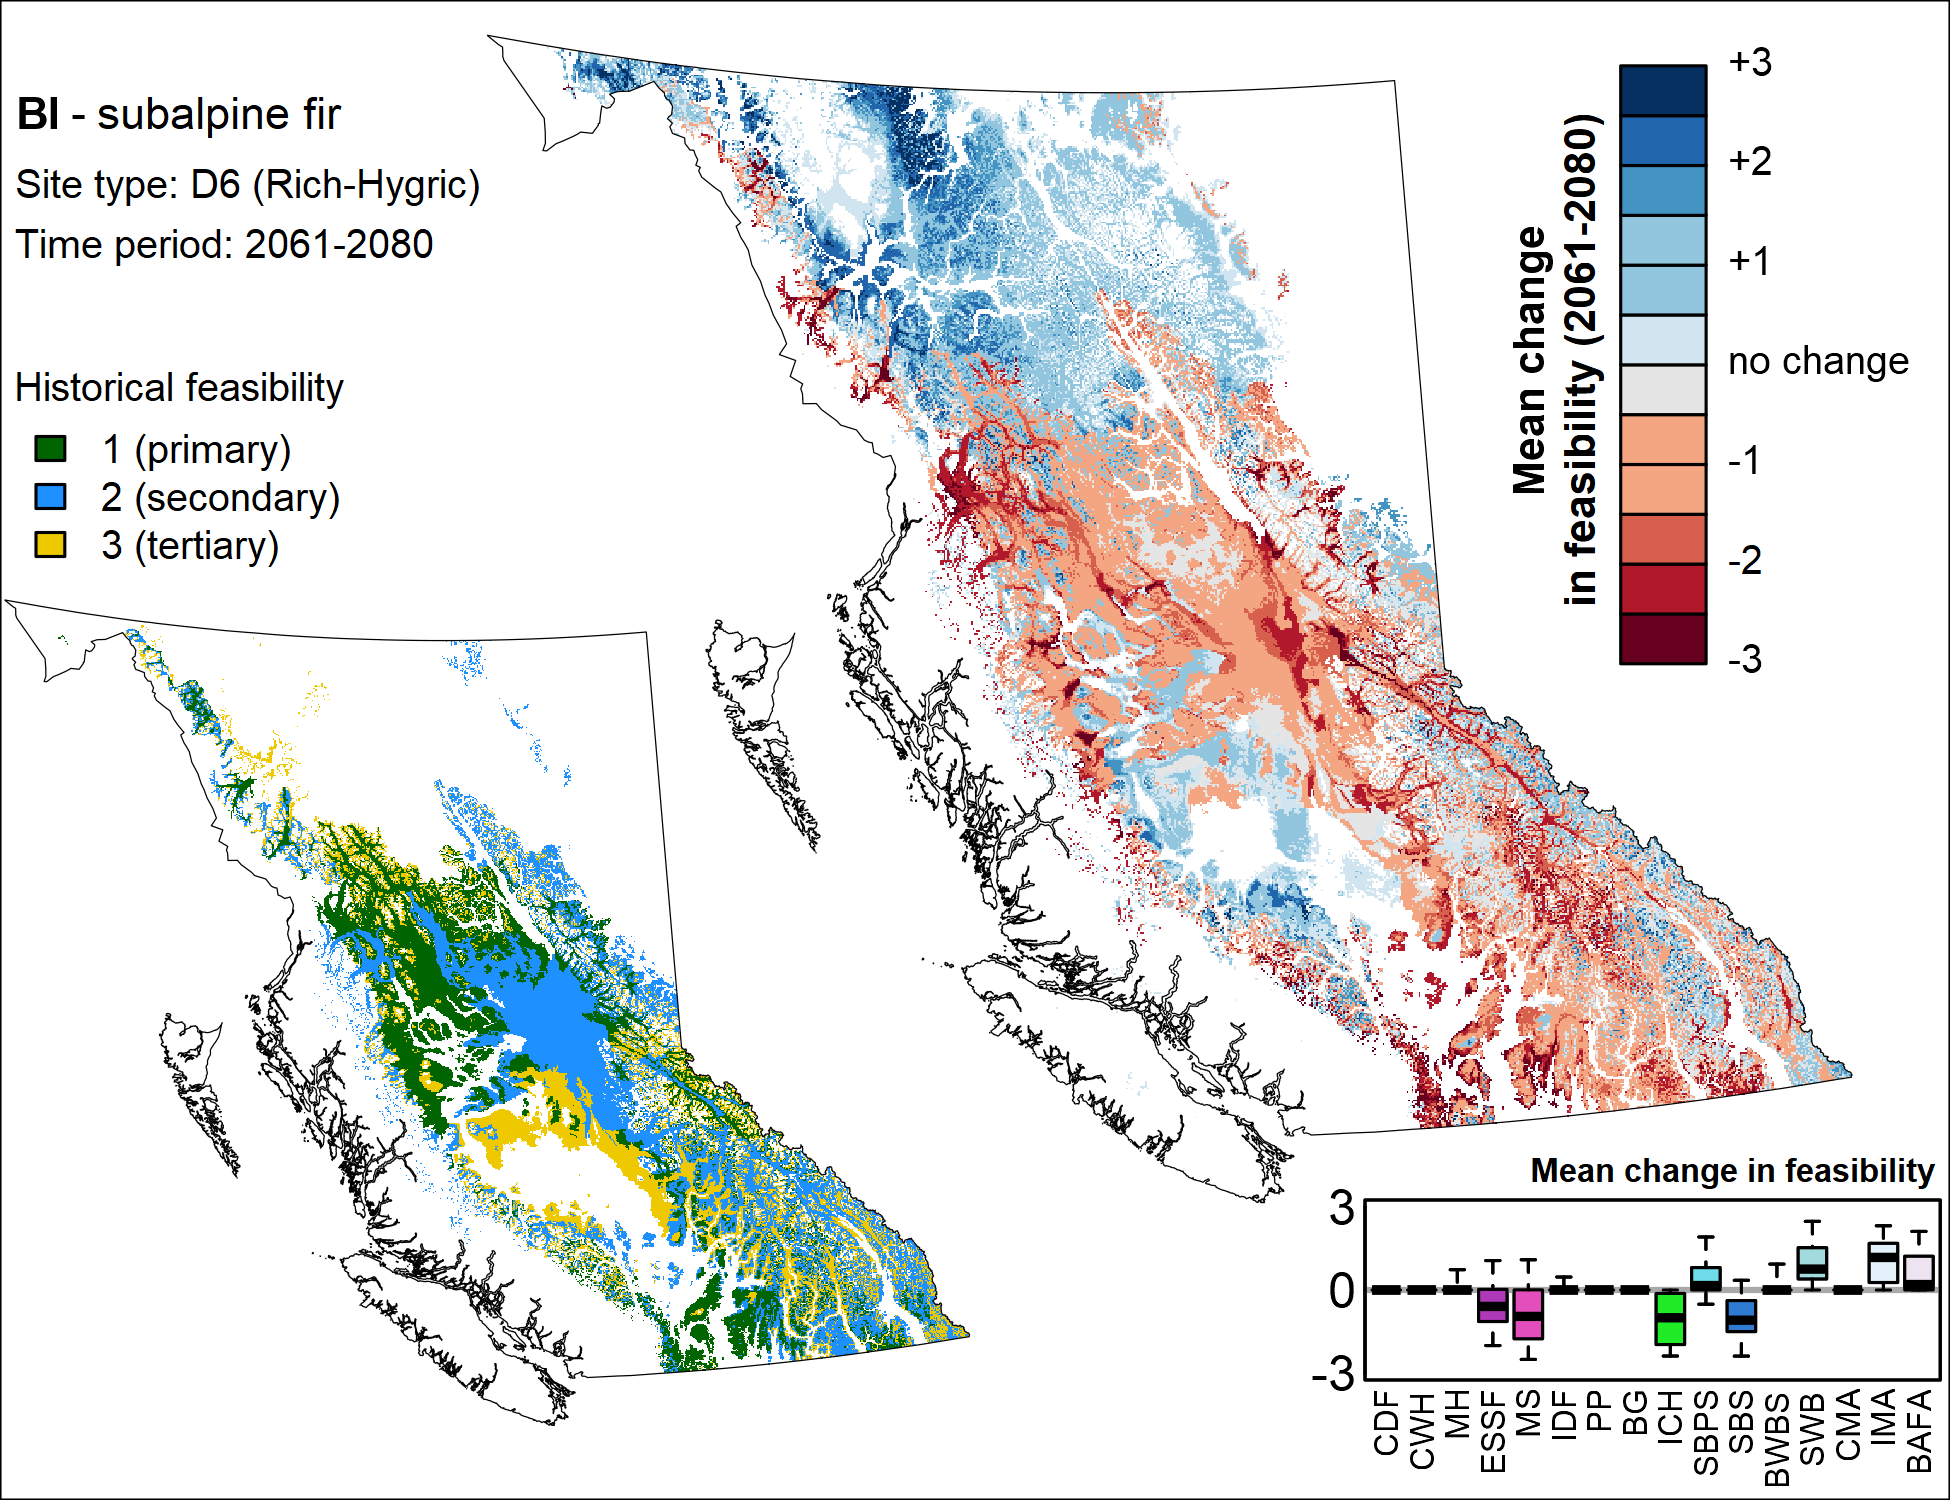 Bl - subalpine fir
Site type: D6 (Rich-Hygric)
Time period: 2061-2080
Historical feasibility
1 (primary)
2 (secondary)
3 (tertiary)
Mean change
in feasibility (2061-2080)
+3
+2
+1
no change
-1
-2
-3
Mean change in feasibility
3
0
-3
CDF
CWH
MH
ESSF
MS
IDF
PP
BG
ICH
SBPS
SBS
BWBS
SWB
CMA
IMA
BAFA